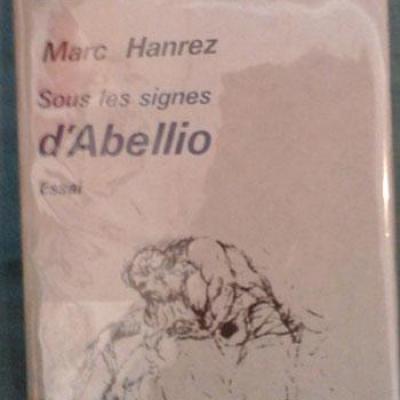 Marc Hanrez
Sous les signes
d'Abellio
Essai